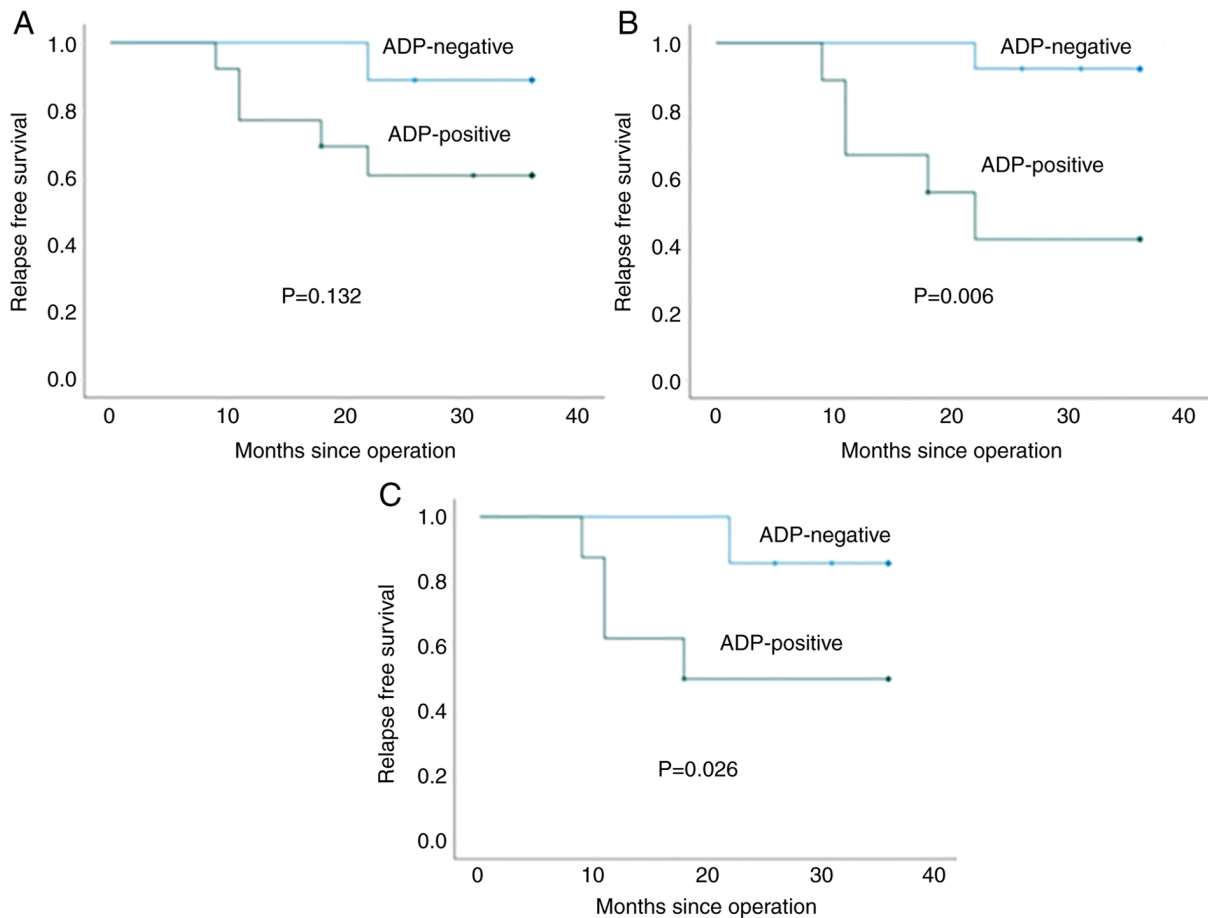 A
1.0
0.8
0.6
0.4
0.2
0.0
Relapse free survival
ADP-negative
ADP-positive
P=0.132
0 10 20 30 40
Months since operation
B
1.0
0.8
0.6
0.4
0.2
0.0
Relapse free survival
ADP-negative
ADP-positive
P=0.006
0 10 20 30 40
Months since operation
C
1.0
0.8
0.6
0.4
0.2
0.0
Relapse free survival
ADP-negative
ADP-positive
P=0.026
0 10 20 30 40
Months since operation